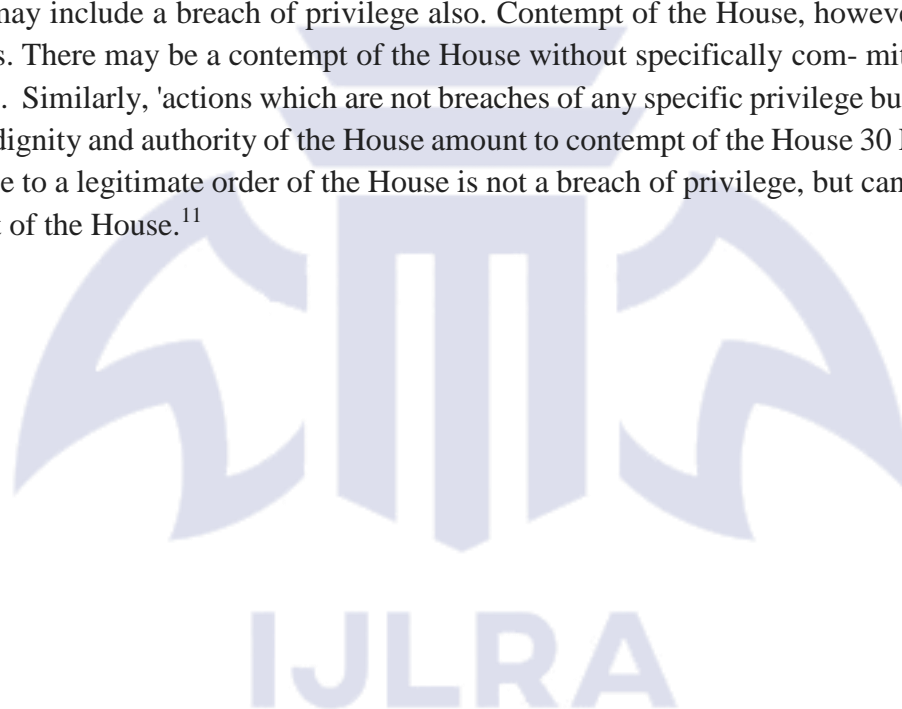 may include a breach of privilege also. Contempt of the House, howeve
s. There may be a contempt of the House without specifically com- mit
. Similarly, 'actions which are not breaches of any specific privilege bu
dignity and authority of the House amount to contempt of the House 30
e to a legitimate order of the House is not a breach of privilege, but can
t of the House.11
IJLRA